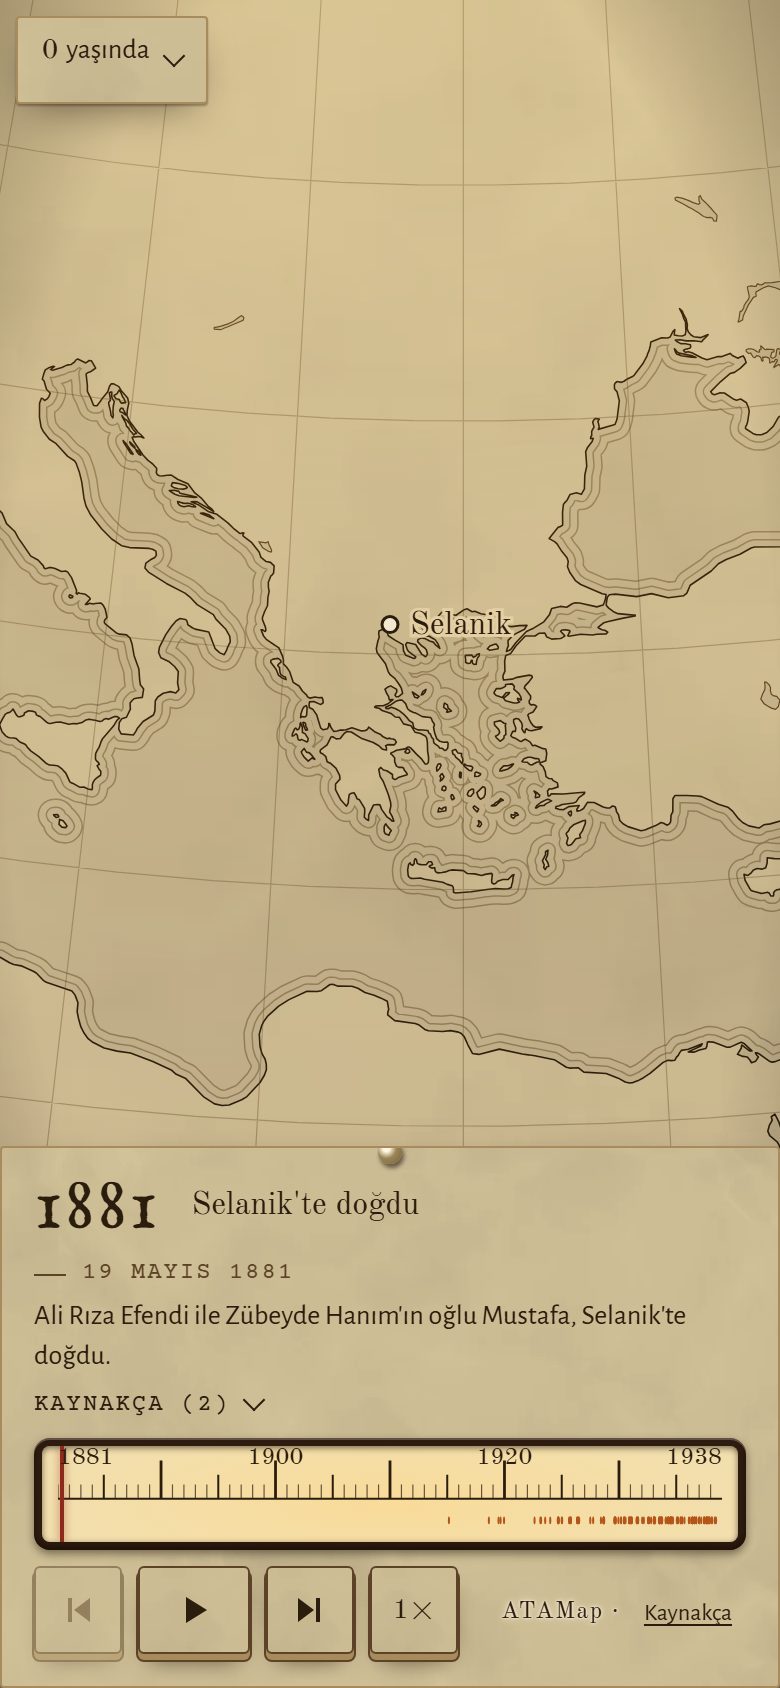 0 yaşında
Selanik
1881 Selanik'te doğdu
— 19 MAYIS 1881
Ali Rıza Efendi ile Zübeyde Hanım'ın oğlu Mustafa, Selanik'te
doğdu.
KAYNAKÇA (2)
1881 1900 1920 1938
1× ATAMap · Kaynakça